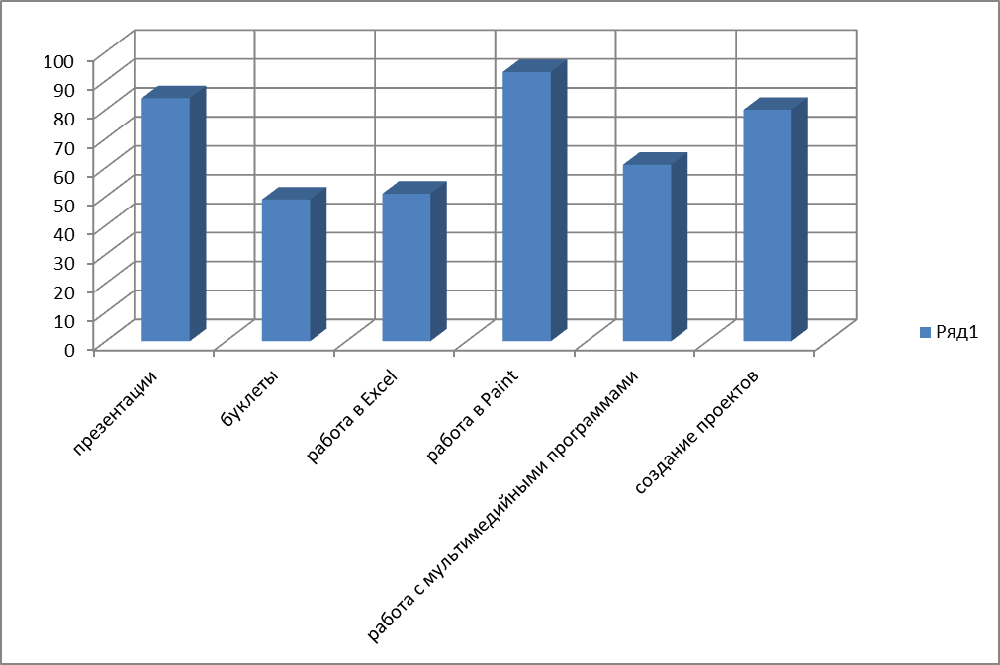 100
90
80
70
60
50
40
30
20
10
0
презентации
буклеты
работа в Excel
работа в Paint
работа с мультимедийными программами
создание проектов
Ряд1